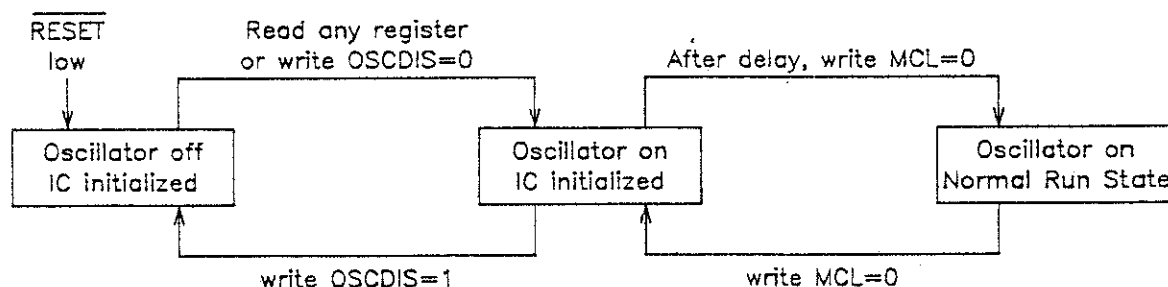 RESET
low
Read any register
or write OSCDIS=0
After delay, write MCL=0
Oscillator off
IC initialized
Oscillator on
IC initialized
Oscillator on
Normal Run State
write OSCDIS=1
write MCL=0